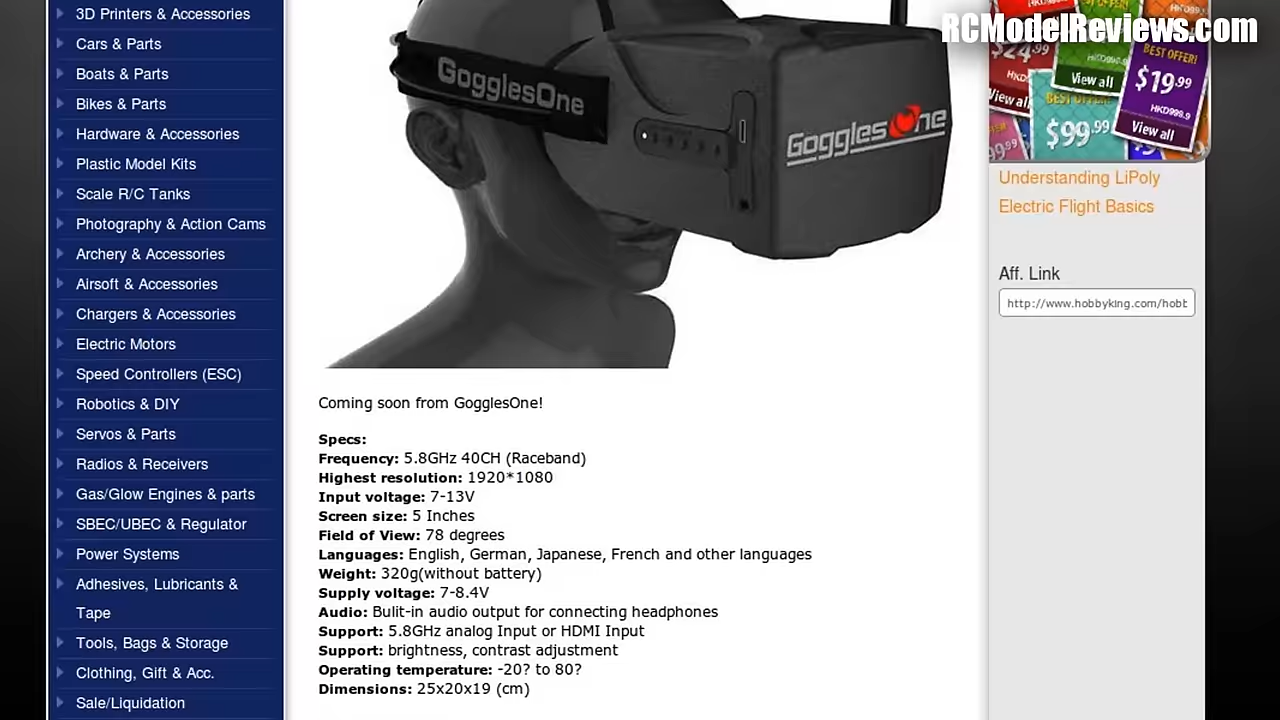 RCModelReviews.com
3D Printers & Accessories
Cars & Parts
Boats & Parts
Bikes & Parts
Hardware & Accessories
Plastic Model Kits
Scale R/C Tanks
Photography & Action Cams
Archery & Accessories
Airsoft & Accessories
Chargers & Accessories
Electric Motors
Speed Controllers (ESC)
Robotics & DIY
Servos & Parts
Radios & Receivers
Gas/Glow Engines & parts
SBEC/UBEC & Regulator
Power Systems
Adhesives, Lubricants &
Tape
Tools, Bags & Storage
Clothing, Gift & Acc.
Sale/Liquidation
GogglesOne
GogglesOne
Coming soon from GogglesOne!
Specs:
Frequency: 5.8GHz 40CH (Raceband)
Highest resolution: 1920*1080
Input voltage: 7-13V
Screen size: 5 Inches
Field of View: 78 degrees
Languages: English, German, Japanese, French and other languages
Weight: 320g(without battery)
Supply voltage: 7-8.4V
Audio: Bulit-in audio output for connecting headphones
Support: 5.8GHz analog Input or HDMI Input
Support: brightness, contrast adjustment
Operating temperature: -20? to 80?
Dimensions: 25x20x19 (cm)
$24.99
View all
BEST OFFER!
$19.99
HKD999.9
View all
View all
BEST OFFER!
$99.99
Understanding LiPoly
Electric Flight Basics
Aff. Link
http://www.hobbyking.com/hobb